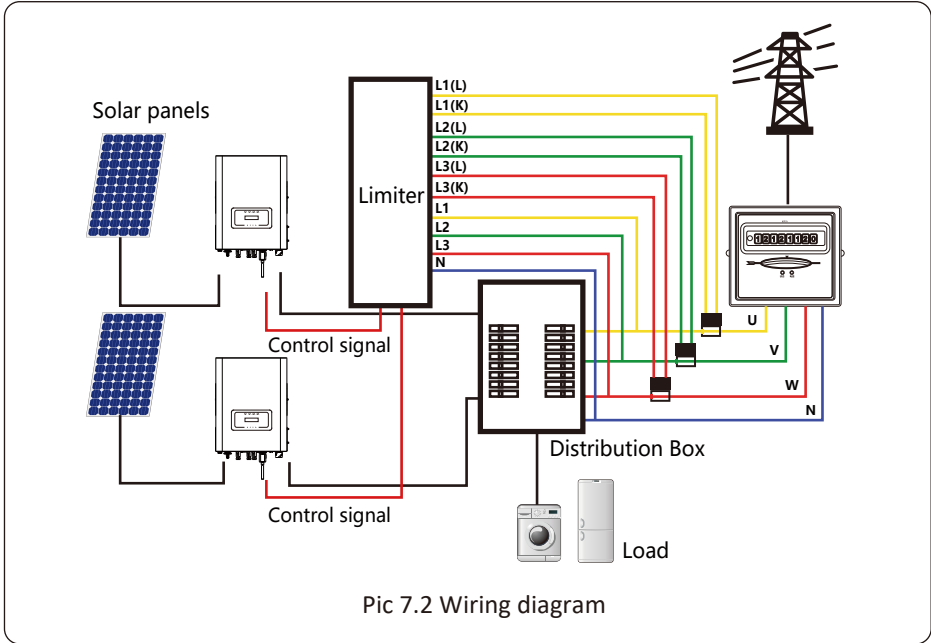 Solar panels
Limiter
L1(L)
L1(K)
L2(L)
L2(K)
L3(L)
L3(K)
L1
L2
L3
N
12121120
U
V
W
N
Control signal
Distribution Box
Control signal
Load
Pic 7.2 Wiring diagram